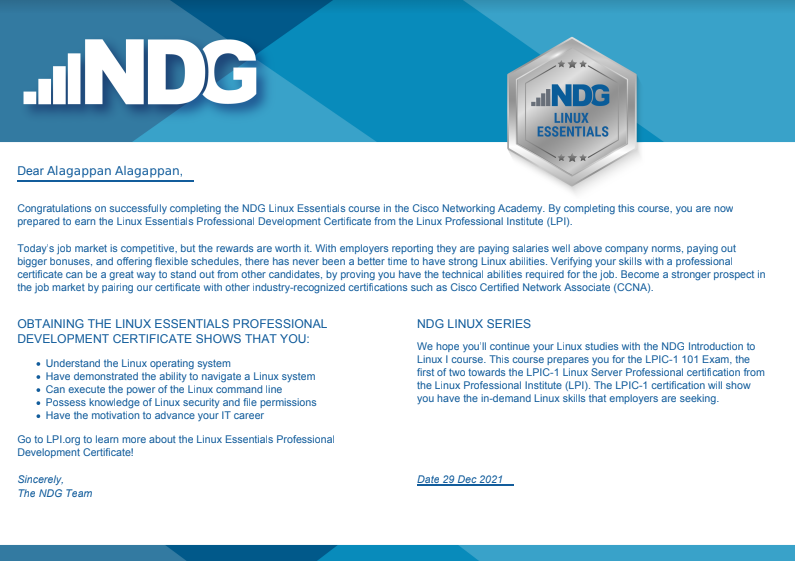 NDG
NDG
LINUX
ESSENTIALS
Dear Alagappan Alagappan,
Congratulations on successfully completing the NDG Linux Essentials course in the Cisco Networking Academy. By completing this course, you are now
prepared to earn the Linux Essentials Professional Development Certificate from the Linux Professional Institute (LPI).
Today's job market is competitive, but the rewards are worth it. With employers reporting they are paying salaries well above company norms, paying out
bigger bonuses, and offering flexible schedules, there has never been a better time to have strong Linux abilities. Verifying your skills with a professional
certificate can be a great way to stand out from other candidates, by proving you have the technical abilities required for the job. Become a stronger prospect in
the job market by pairing our certificate with other industry-recognized certifications such as Cisco Certified Network Associate (CCNA).
OBTAINING THE LINUX ESSENTIALS PROFESSIONAL
DEVELOPMENT CERTIFICATE SHOWS THAT YOU:
• Understand the Linux operating system
• Have demonstrated the ability to navigate a Linux system
• Can execute the power of the Linux command line
• Possess knowledge of Linux security and file permissions
• Have the motivation to advance your IT career
Go to LPI.org to learn more about the Linux Essentials Professional
Development Certificate!
Sincerely,
The NDG Team
NDG LINUX SERIES
We hope you'll continue your Linux studies with the NDG Introduction to
Linux I course. This course prepares you for the LPIC-1 101 Exam, the
first of two towards the LPIC-1 Linux Server Professional certification from
the Linux Professional Institute (LPI). The LPIC-1 certification will show
you have the in-demand Linux skills that employers are seeking.
Date 29 Dec 2021